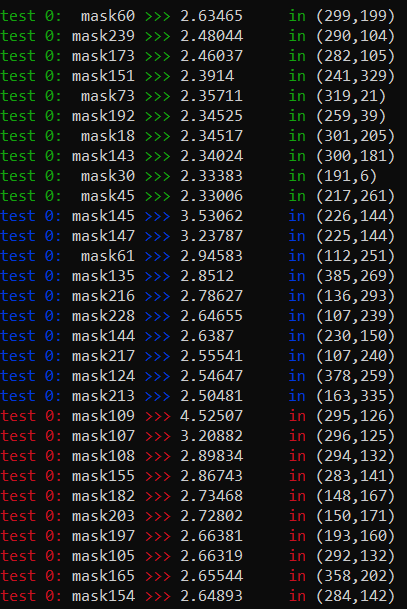 test 0: mask60 >>> 2.63465 in (299,199)
test 0: mask239 >>> 2.48044 in (290,104)
test 0: mask173 >>> 2.46037 in (282,105)
test 0: mask151 >>> 2.3914 in (241,329)
test 0: mask73 >>> 2.35711 in (319,21)
test 0: mask192 >>> 2.34525 in (259,39)
test 0: mask18 >>> 2.34517 in (301,205)
test 0: mask143 >>> 2.34024 in (300,181)
test 0: mask30 >>> 2.33383 in (191,6)
test 0: mask45 >>> 2.33006 in (217,261)
test 0: mask145 >>> 3.53062 in (226,144)
test 0: mask147 >>> 3.23787 in (225,144)
test 0: mask61 >>> 2.94583 in (112,251)
test 0: mask135 >>> 2.8512 in (385,269)
test 0: mask216 >>> 2.78627 in (136,293)
test 0: mask228 >>> 2.64655 in (107,239)
test 0: mask144 >>> 2.6387 in (230,150)
test 0: mask217 >>> 2.55541 in (107,240)
test 0: mask124 >>> 2.54647 in (378,259)
test 0: mask213 >>> 2.50481 in (163,335)
test 0: mask109 >>> 4.52507 in (295,126)
test 0: mask107 >>> 3.20882 in (296,125)
test 0: mask108 >>> 2.89834 in (294,132)
test 0: mask155 >>> 2.86743 in (283,141)
test 0: mask182 >>> 2.73468 in (148,167)
test 0: mask203 >>> 2.72802 in (150,171)
test 0: mask197 >>> 2.66381 in (193,160)
test 0: mask105 >>> 2.66319 in (292,132)
test 0: mask165 >>> 2.65544 in (358,202)
test 0: mask154 >>> 2.64893 in (284,142)